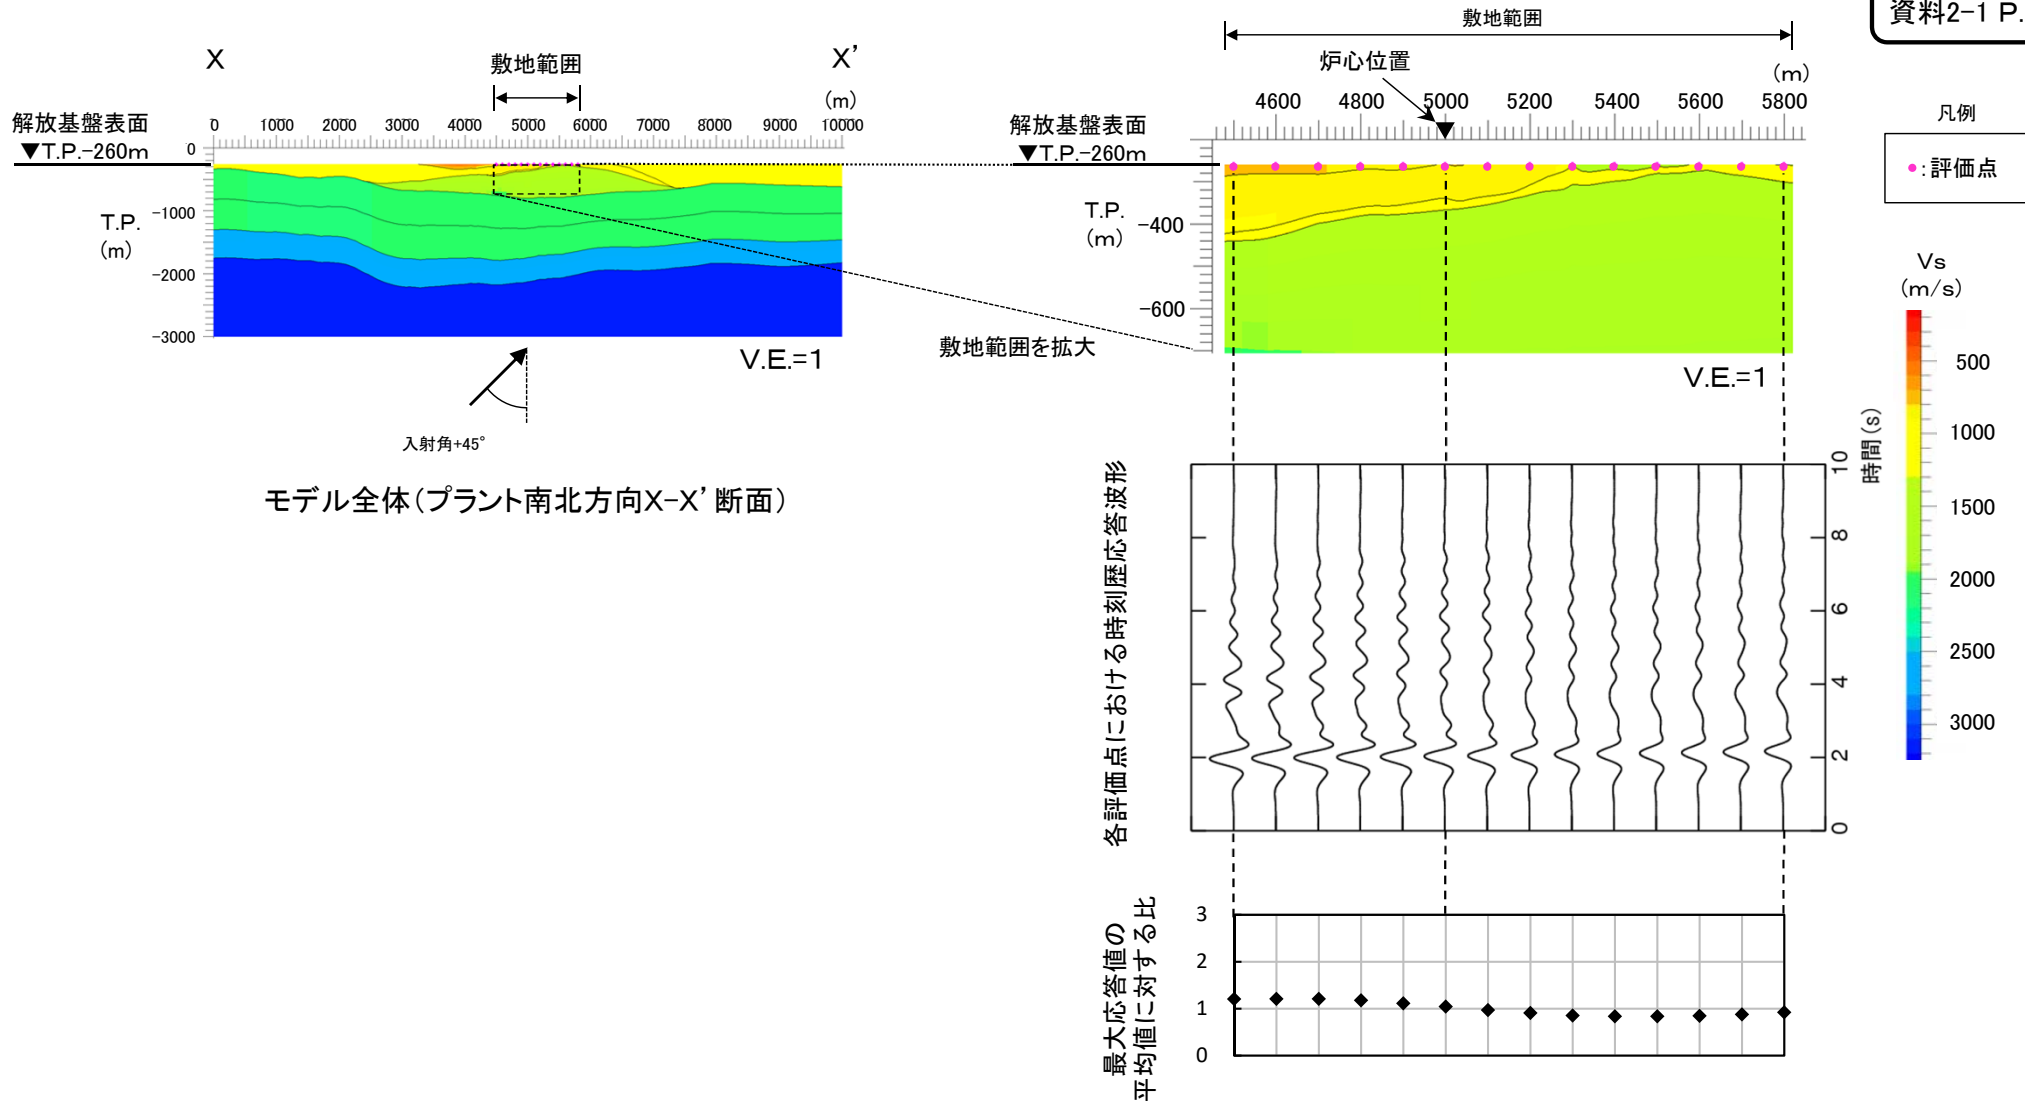 資料2-1 P.
X
敷地範囲
X’
(m)
解放基盤表面
▼T.P.-260m
0 1000 2000 3000 4000 5000 6000 7000 8000 9000 10000
0
-1000
-2000
-3000
T.P.
(m)
V.E.=1
入射角+45°
モデル全体(プラント南北方向X-X’断面)
敷地範囲
炉心位置
(m)
4600 4800 5000 5200 5400 5600 5800
解放基盤表面
▼T.P.-260m
T.P.
(m)
-400
-600
敷地範囲を拡大
V.E.=1
凡例
●:評価点
Vs
(m/s)
500
1000
1500
2000
2500
3000
各評価点における時刻歴応答波形
時間(s)
10
8
6
4
2
0
最大応答値の
平均値に対する比
3
2
1
0